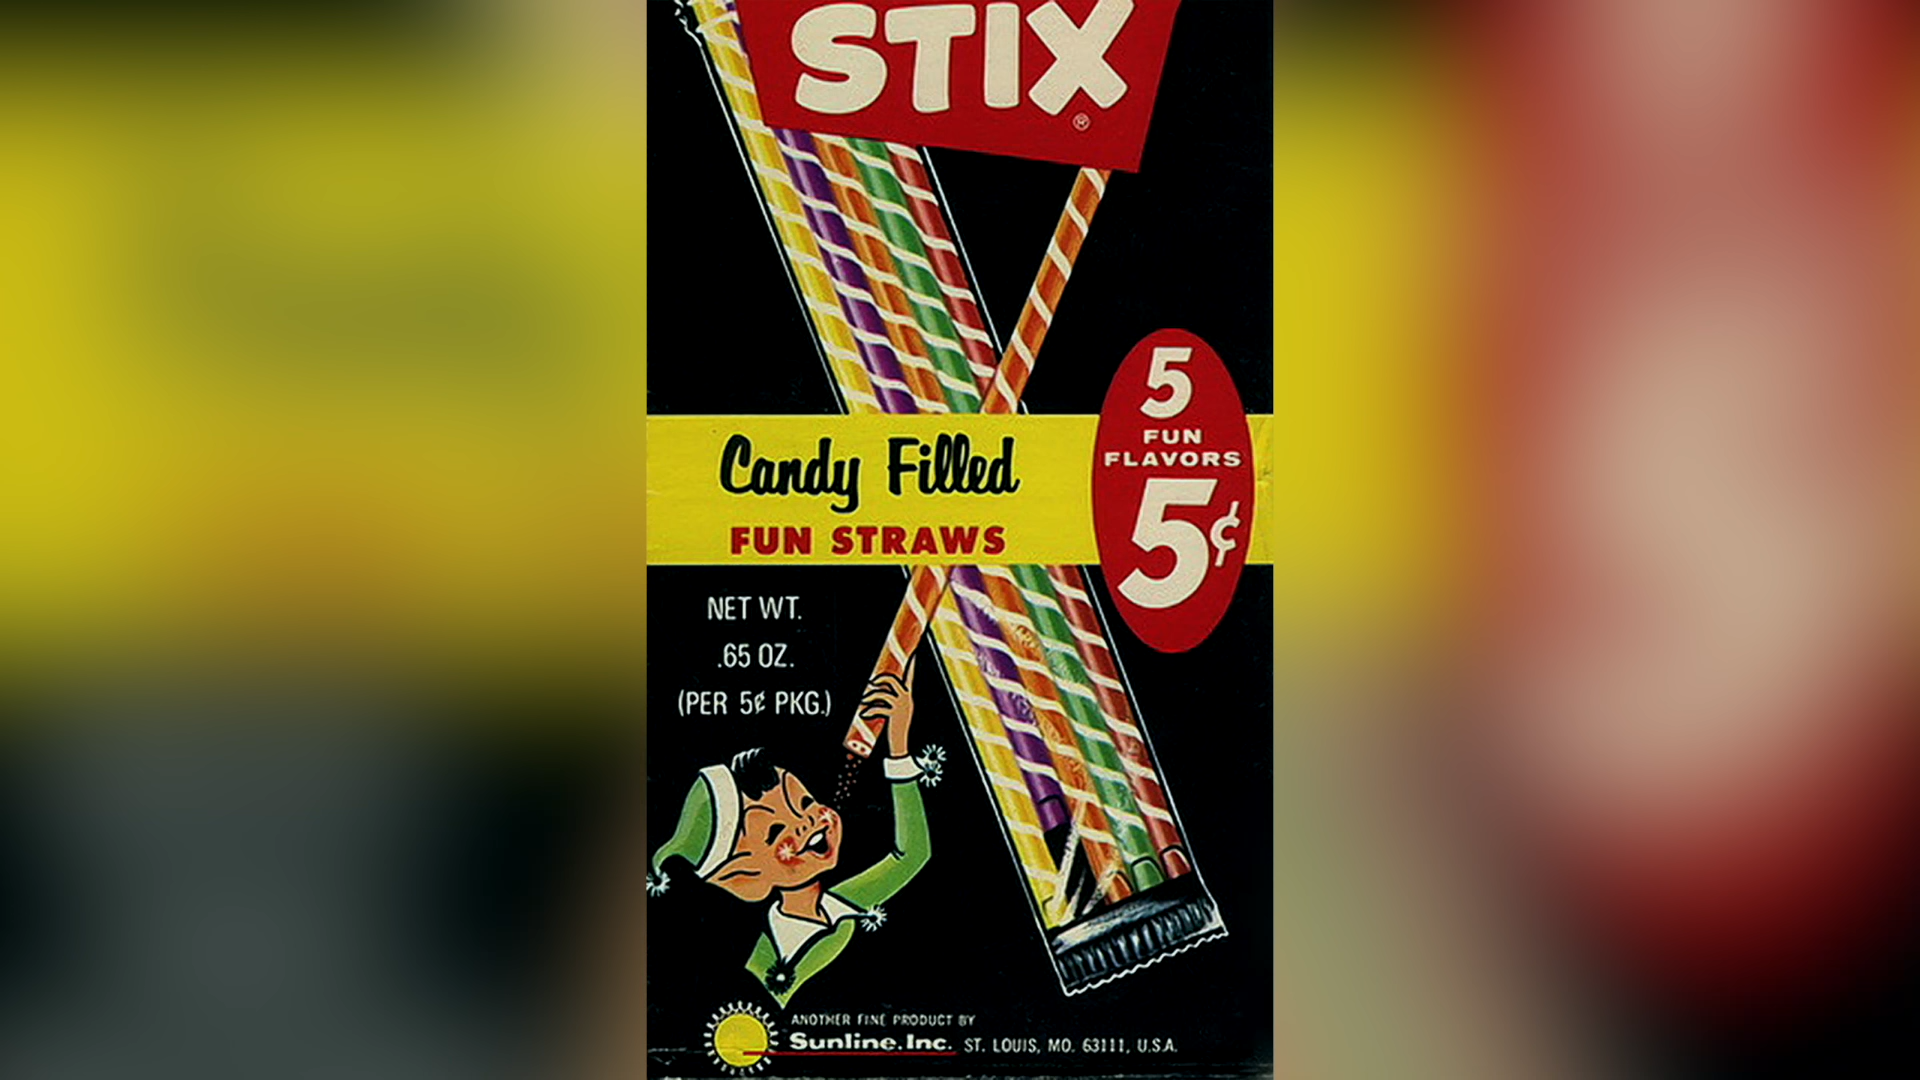 STIX
®
5
FUN
FLAVORS
5¢
Candy Filled
FUN STRAWS
NET WT.
.65 OZ.
(PER 5¢ PKG.)
ANOTHER FINE PRODUCT BY
Sunline, Inc. ST. LOUIS, MO. 63111, U.S.A.